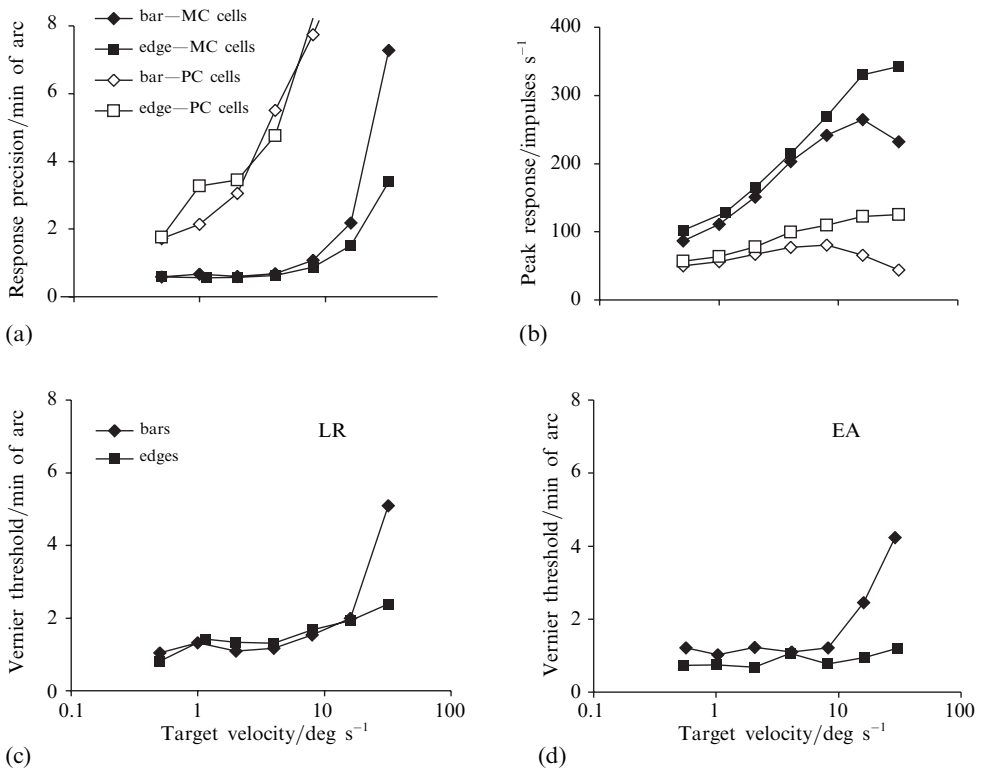 8
6
4
2
0
Response precision/min of arc
bar—MC cells
edge—MC cells
bar—PC cells
edge—PC cells
(a)
400
300
200
100
0
Peak response/impulses s⁻¹
(b)
8
6
4
2
0
Vernier threshold/min of arc
bars
edges
LR
0.1 1 10 100
Target velocity/deg s⁻¹
(c)
8
6
4
2
0
Vernier threshold/min of arc
EA
0.1 1 10 100
Target velocity/deg s⁻¹
(d)